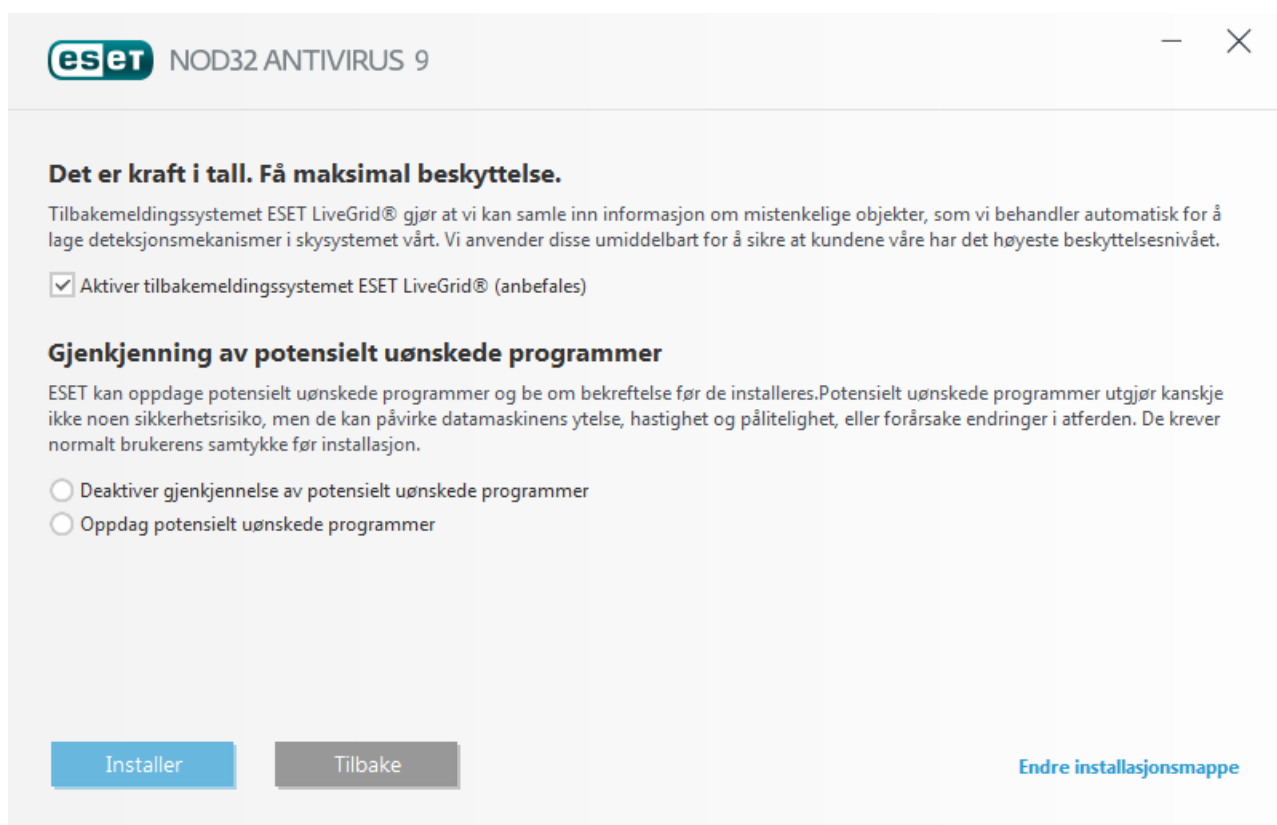 eset NOD32 ANTIVIRUS 9
Det er kraft i tall. Få maksimal beskyttelse.
Tilbakemeldingssystemet ESET LiveGrid® gjør at vi kan samle inn informasjon om mistenkelige objekter, som vi behandler automatisk for å
lage deteksjonsmekanismer i skysystemet vårt. Vi anvender disse umiddelbart for å sikre at kundene våre har det høyeste beskyttelsesnivået.
Aktiver tilbakemeldingssystemet ESET LiveGrid® (anbefales)
Gjenkjenning av potensielt uønskede programmer
ESET kan oppdage potensielt uønskede programmer og be om bekreftelse før de installeres.Potensielt uønskede programmer utgjør kanskje
ikke noen sikkerhetsrisiko, men de kan påvirke datamaskinens ytelse, hastighet og pålitelighet, eller forårsake endringer i atferden. De krever
normalt brukerens samtykke før installasjon.
Deaktiver gjenkjennelse av potensielt uønskede programmer
Oppdag potensielt uønskede programmer
Installer
Tilbake
Endre installasjonsmappe